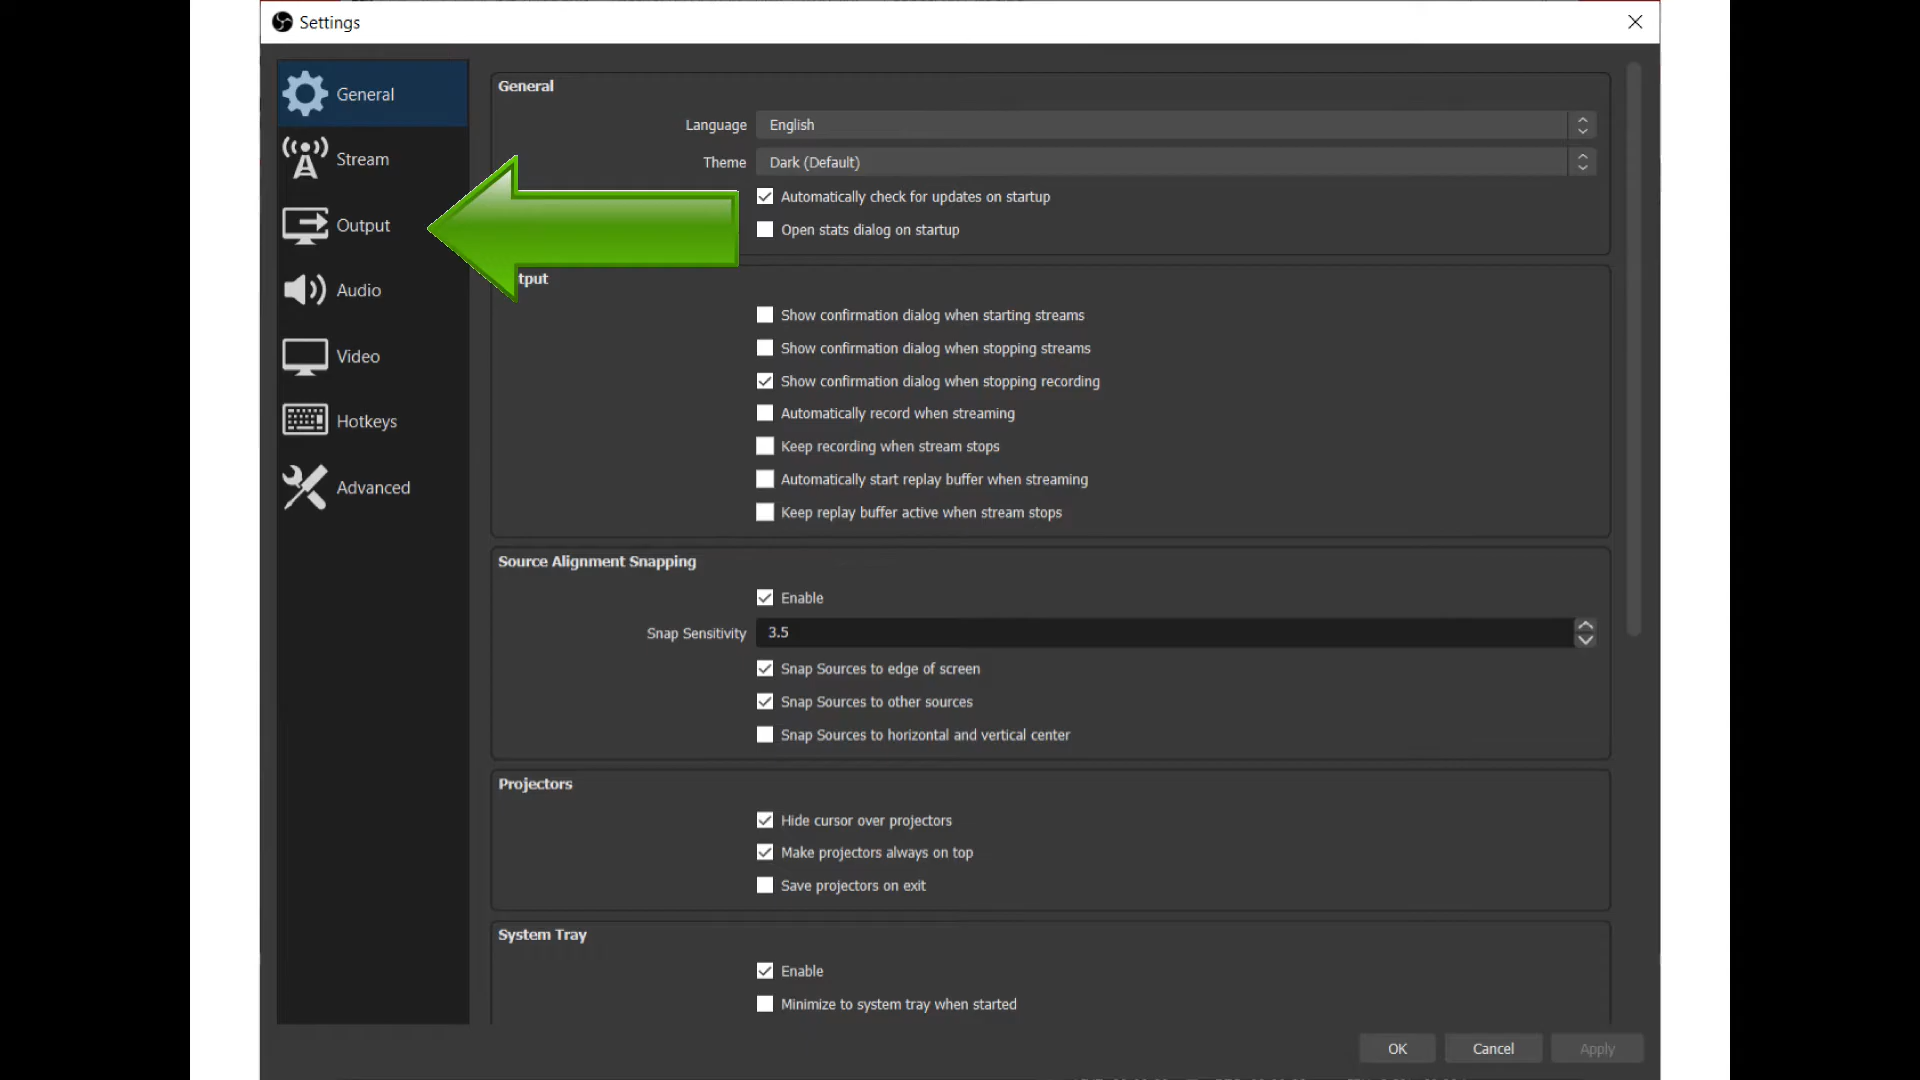 Settings
General
Stream
Output
Audio
Video
Hotkeys
Advanced
General
Language English
Theme Dark (Default)
Automatically check for updates on startup
Open stats dialog on startup
tput
Show confirmation dialog when starting streams
Show confirmation dialog when stopping streams
Show confirmation dialog when stopping recording
Automatically record when streaming
Keep recording when stream stops
Automatically start replay buffer when streaming
Keep replay buffer active when stream stops
Source Alignment Snapping
Enable
Snap Sensitivity 3.5
Snap Sources to edge of screen
Snap Sources to other sources
Snap Sources to horizontal and vertical center
Projectors
Hide cursor over projectors
Make projectors always on top
Save projectors on exit
System Tray
Enable
Minimize to system tray when started
OK Cancel Apply